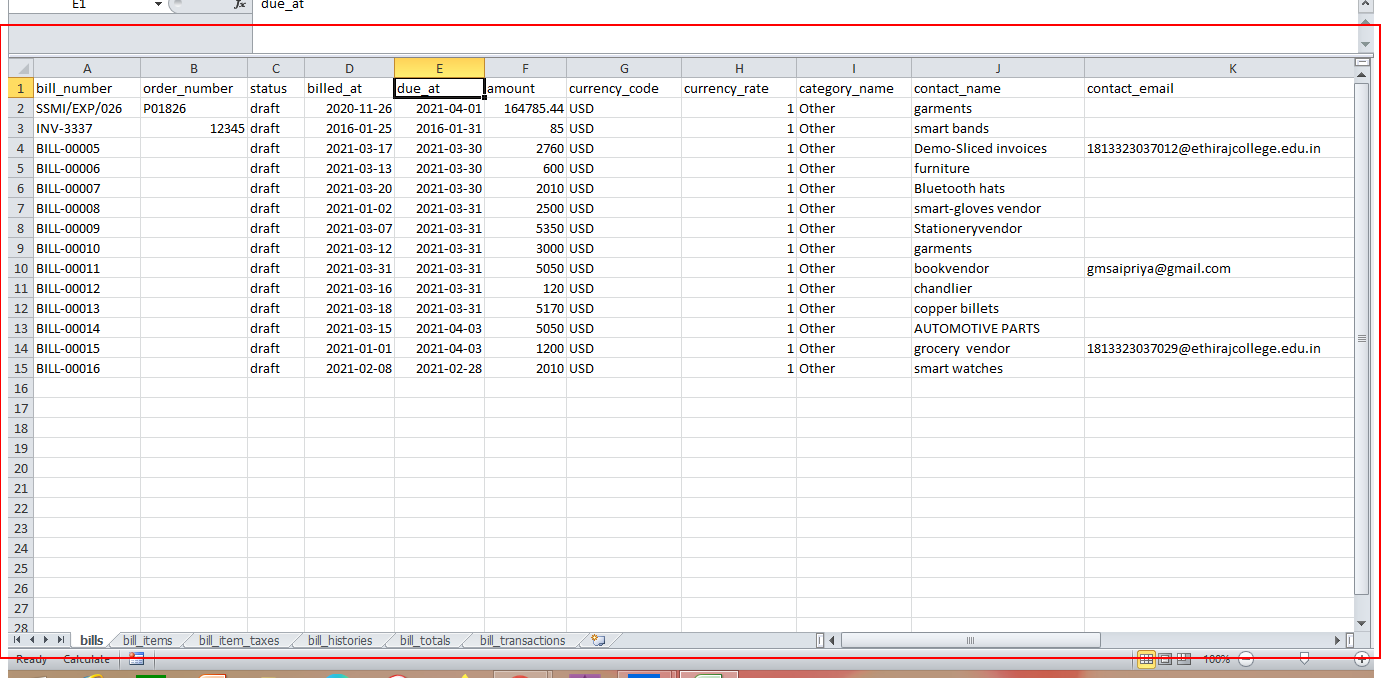 E1 fx due_at
A B C D E F G H I J K
1 bill_number order_number status billed_at due_at amount currency_code currency_rate category_name contact_name contact_email
2 SSMI/EXP/026 P01826 draft 2020-11-26 2021-04-01 164785.44 USD 1 Other garments
3 INV-3337 12345 draft 2016-01-25 2016-01-31 85 USD 1 Other smart bands
4 BILL-00005 draft 2021-03-17 2021-03-30 2760 USD 1 Other Demo-Sliced invoices 1813323037012@ethirajcollege.edu.in
5 BILL-00006 draft 2021-03-13 2021-03-30 600 USD 1 Other furniture
6 BILL-00007 draft 2021-03-20 2021-03-30 2010 USD 1 Other Bluetooth hats
7 BILL-00008 draft 2021-01-02 2021-03-31 2500 USD 1 Other smart-gloves vendor
8 BILL-00009 draft 2021-03-07 2021-03-31 5350 USD 1 Other Stationeryvendor
9 BILL-00010 draft 2021-03-12 2021-03-31 3000 USD 1 Other garments
10 BILL-00011 draft 2021-03-31 2021-03-31 5050 USD 1 Other bookvendor gmsaipriya@gmail.com
11 BILL-00012 draft 2021-03-16 2021-03-31 120 USD 1 Other chandlier
12 BILL-00013 draft 2021-03-18 2021-03-31 5170 USD 1 Other copper billets
13 BILL-00014 draft 2021-03-15 2021-04-03 5050 USD 1 Other AUTOMOTIVE PARTS
14 BILL-00015 draft 2021-01-01 2021-04-03 1200 USD 1 Other grocery  vendor 1813323037029@ethirajcollege.edu.in
15 BILL-00016 draft 2021-02-08 2021-02-28 2010 USD 1 Other smart watches
16
17
18
19
20
21
22
23
24
25
26
27
28
bills bill_items bill_item_taxes bill_histories bill_totals bill_transactions
Ready Calculate 100%